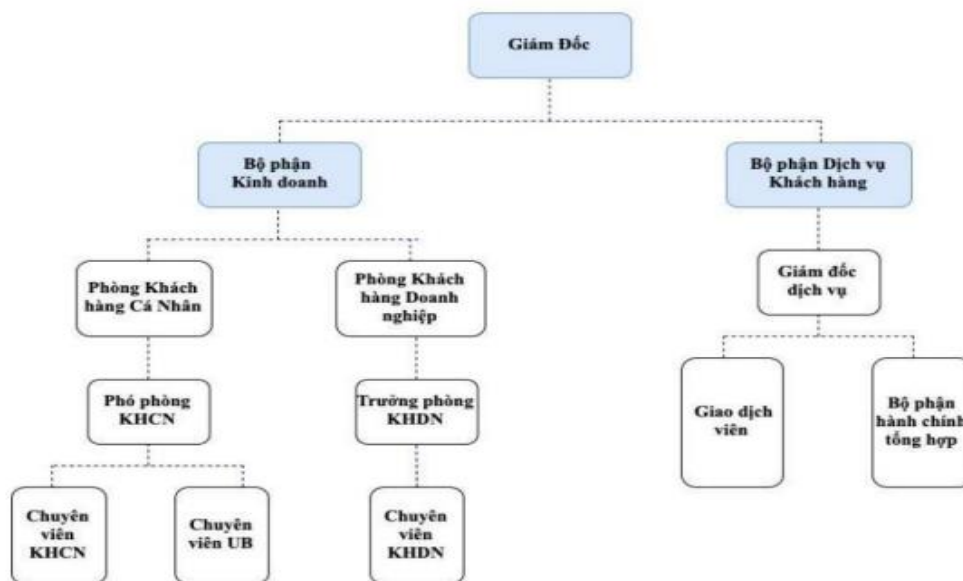 Giám Đốc
Bộ phận
Kinh doanh
Bộ phận Dịch vụ
Khách hàng
Phòng Khách
hàng Cá Nhân
Phòng Khách
hàng Doanh
nghiệp
Giám đốc
dịch vụ
Phó phòng
KHCN
Trưởng phòng
KHDN
Giao dịch
viên
Bộ phận
hành chính
tổng hợp
Chuyên
viên
KHCN
Chuyên
viên UB
Chuyên
viên
KHDN